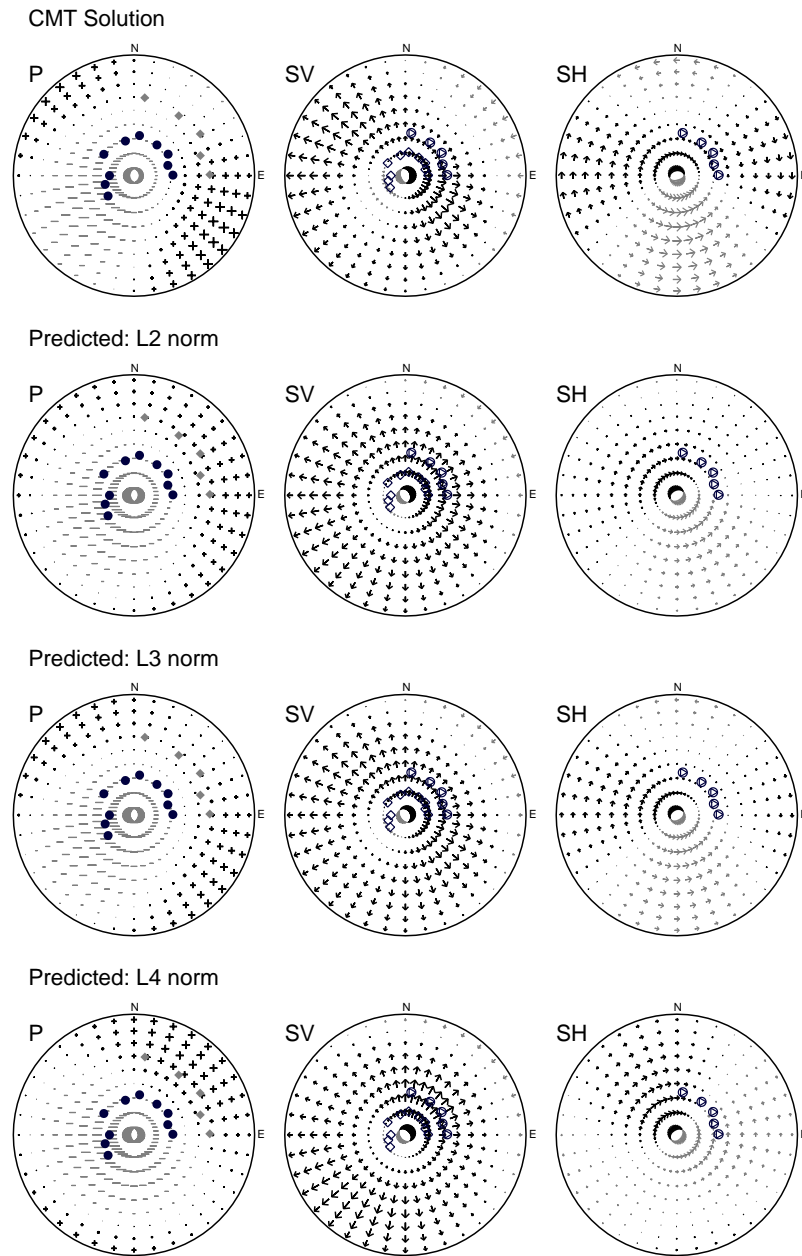 CMT Solution
N N N
P SV SH
E E
Predicted: L2 norm
N N N
P SV SH
E E
Predicted: L3 norm
N N N
P SV SH
E E
Predicted: L4 norm
N N N
P SV SH
E E